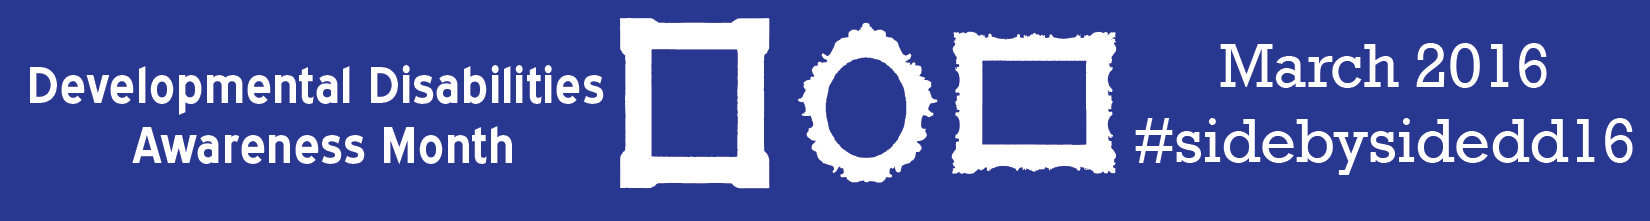 Developmental Disabilities
Awareness Month
March 2016
#sidebysidedd16